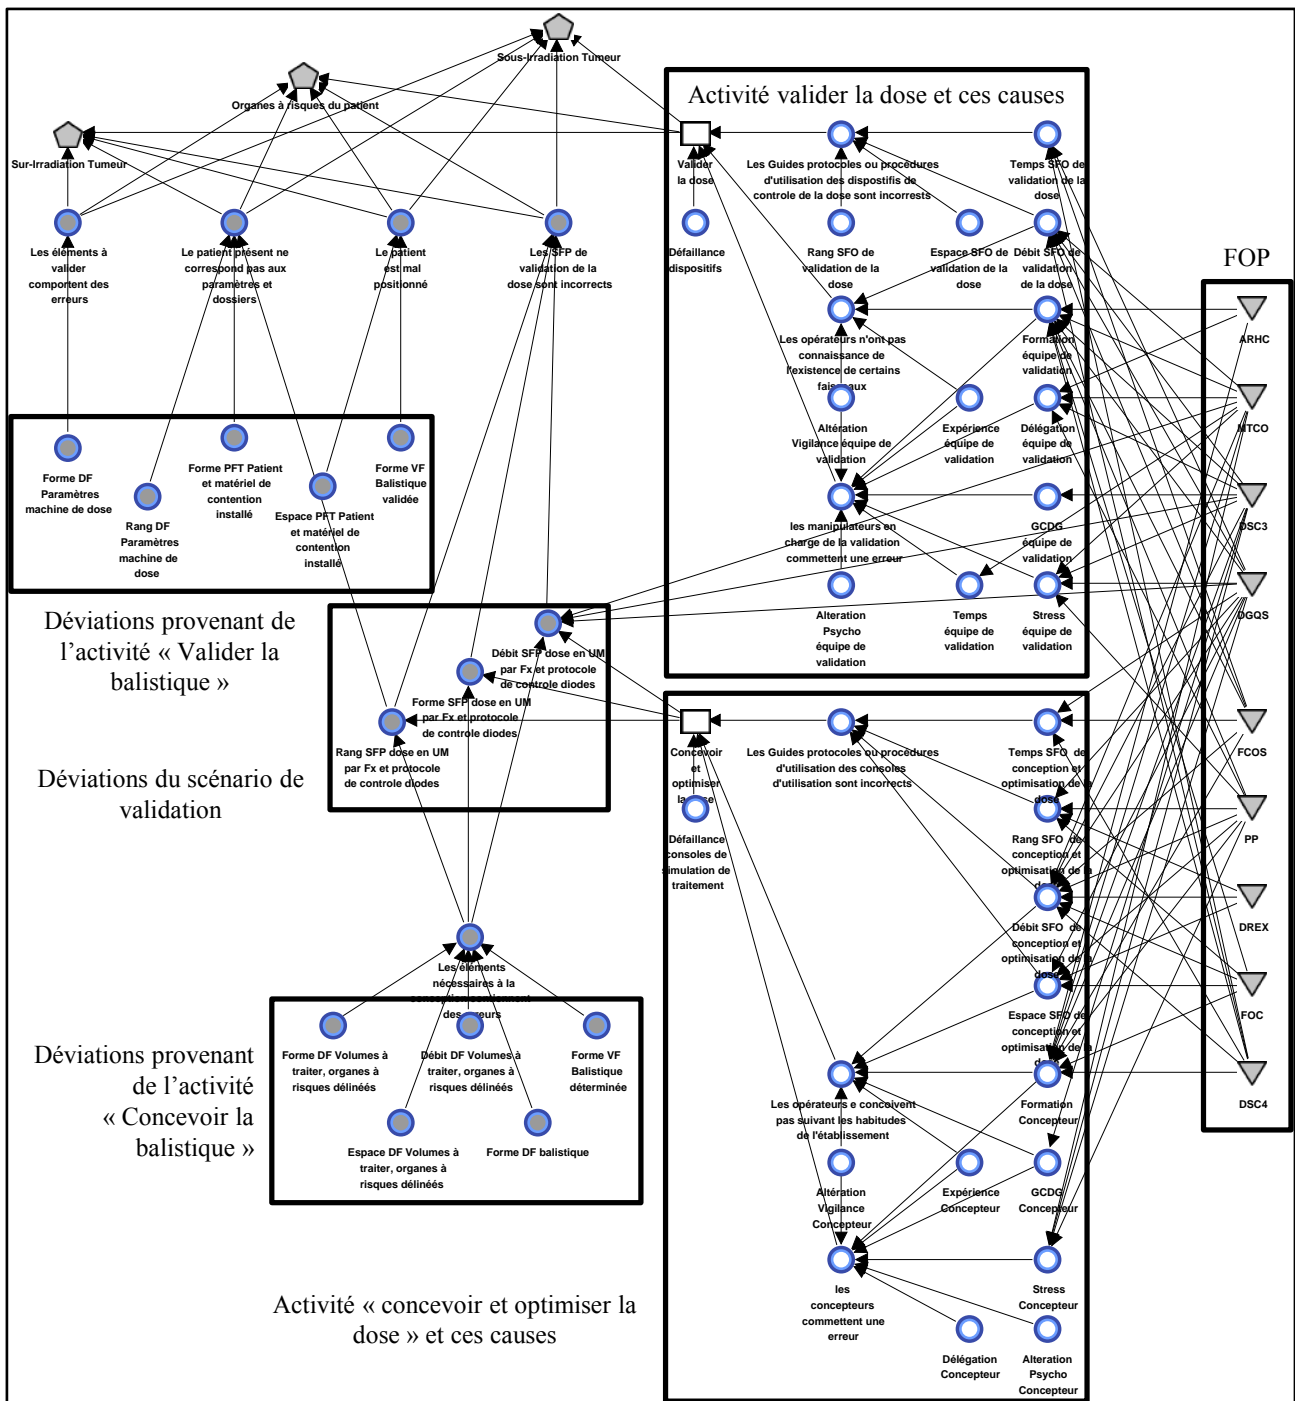 Sous-Irradiation Tumeur
Organes à risques du patient
Sur-Irradiation Tumeur
Les éléments à
valider
comportent des
erreurs
Le patient présent ne
correspond pas aux
paramètres et
dossiers
Le patient
est mal
positionné
Les SFP de
validation de la
dose sont incorrects
Activité valider la dose et ces causes
Valider
la dose
Les Guides protocoles ou procédures
d'utilisation des dispostifs de
controle de la dose sont incorrests
Temps SFO de
validation de la
dose
Défaillance
dispositifs
Rang SFO de
validation de la
dose
Espace SFO de
validation de la
dose
Débit SFO de
validation
de la dose
Les opérateurs n'ont pas
connaissance de
l'existence de certains
faisceaux
Formation
équipe de
validation
Altération
Vigilance équipe de
validation
Expérience
équipe de
validation
Délégation
équipe de
validation
les manipulateurs en
charge de la validation
commettent une erreur
GCDG
équipe de
validation
Alteration
Psycho
équipe de
validation
Temps
équipe de
validation
Stress
équipe de
validation
FOP
ARHC
MTCO
DSC3
DGQS
FCOS
PP
DREX
FOC
DSC4
Forme DF
Paramètres
machine de dose
Rang DF
Paramètres
machine de
dose
Forme PFT Patient
et matériel de
contention
installé
Espace PFT Patient
et matériel de
contention
installé
Forme VF
Balistique
validée
Déviations provenant de
l’activité « Valider la
balistique »
Débit SFP dose en UM
par Fx et protocole
de controle diodes
Forme SFP dose en UM
par Fx et protocole
de controle diodes
Rang SFP dose en UM
par Fx et protocole
de controle diodes
Déviations du scénario de
validation
Concevoir
et
optimiser
la dose
Les Guides protocoles ou procédures
d'utilisation des consoles
d'utilisation sont incorrects
Temps SFO de
conception et
optimisation de la
dose
Défaillance
consoles de
simulation de
traitement
Rang SFO de
conception et
optimisation de la
dose
Débit SFO de
conception et
optimisation de la
dose
Espace SFO de
conception et
optimisation de la
dose
Les opérateurs e concoivent
pas suivant les habitudes
de l'établissement
Formation
Concepteur
Altération
Vigilance
Concepteur
Expérience
Concepteur
GCDG
Concepteur
les
concepteurs
commettent une
erreur
Stress
Concepteur
Délégation
Concepteur
Alteration
Psycho
Concepteur
Les éléments
nécessaires à la
conception contiennent
des erreurs
Forme DF Volumes à
traiter, organes à
risques délinéés
Débit DF Volumes à
traiter, organes à
risques délinéés
Forme VF
Balistique
déterminée
Espace DF Volumes à
traiter, organes à
risques délinéés
Forme DF balistique
Déviations provenant
de l’activité
« Concevoir la
balistique »
Activité « concevoir et optimiser la
dose » et ces causes